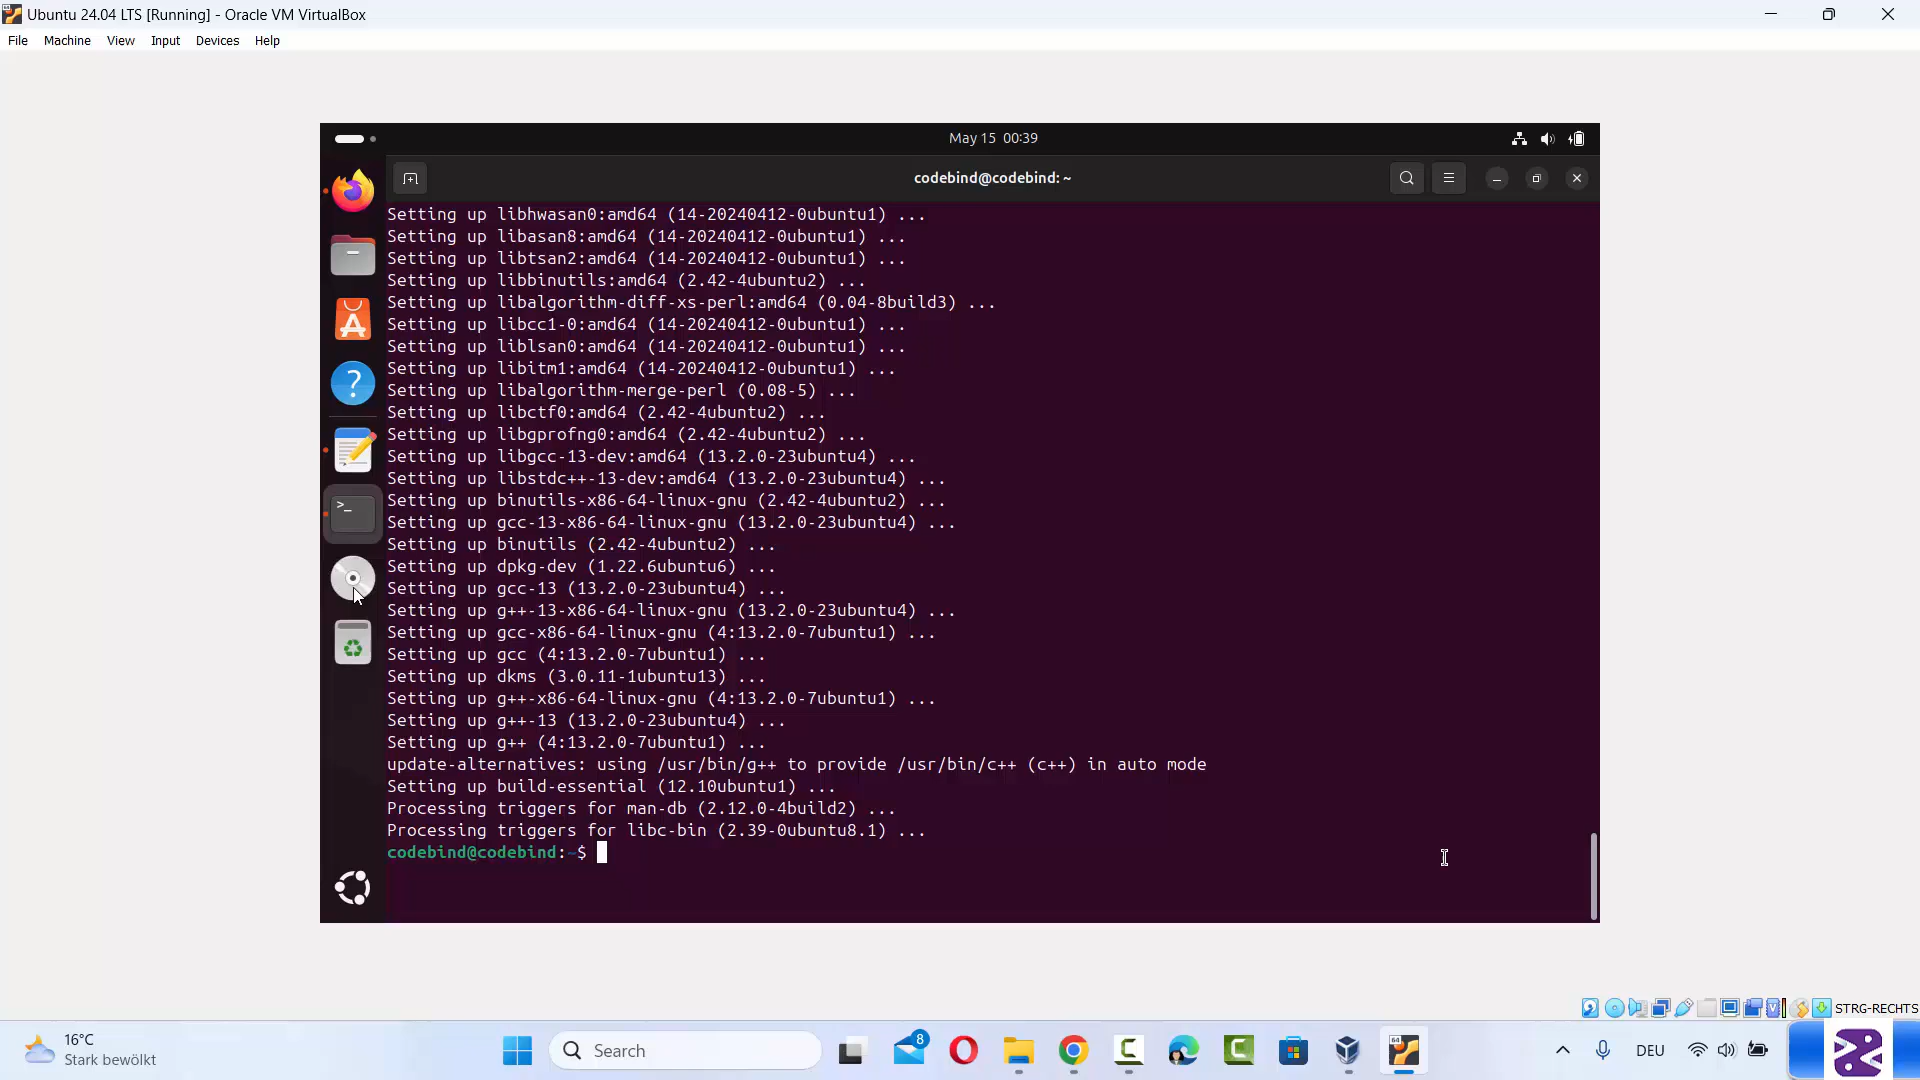 Ubuntu 24.04 LTS [Running] - Oracle VM VirtualBox
File Machine View Input Devices Help
May 15 00:39
codebind@codebind: ~
Setting up libhwasan0:amd64 (14-20240412-0ubuntu1) ...
Setting up libasan8:amd64 (14-20240412-0ubuntu1) ...
Setting up libtsan2:amd64 (14-20240412-0ubuntu1) ...
Setting up libbinutils:amd64 (2.42-4ubuntu2) ...
Setting up libalgorithm-diff-xs-perl:amd64 (0.04-8build3) ...
Setting up libcc1-0:amd64 (14-20240412-0ubuntu1) ...
Setting up liblsan0:amd64 (14-20240412-0ubuntu1) ...
Setting up libitm1:amd64 (14-20240412-0ubuntu1) ...
Setting up libalgorithm-merge-perl (0.08-5) ...
Setting up libctf0:amd64 (2.42-4ubuntu2) ...
Setting up libgprofng0:amd64 (2.42-4ubuntu2) ...
Setting up libgcc-13-dev:amd64 (13.2.0-23ubuntu4) ...
Setting up libstdc++-13-dev:amd64 (13.2.0-23ubuntu4) ...
Setting up binutils-x86-64-linux-gnu (2.42-4ubuntu2) ...
Setting up gcc-13-x86-64-linux-gnu (13.2.0-23ubuntu4) ...
Setting up binutils (2.42-4ubuntu2) ...
Setting up dpkg-dev (1.22.6ubuntu6) ...
Setting up gcc-13 (13.2.0-23ubuntu4) ...
Setting up g++-13-x86-64-linux-gnu (13.2.0-23ubuntu4) ...
Setting up gcc-x86-64-linux-gnu (4:13.2.0-7ubuntu1) ...
Setting up gcc (4:13.2.0-7ubuntu1) ...
Setting up dkms (3.0.11-1ubuntu13) ...
Setting up g++-x86-64-linux-gnu (4:13.2.0-7ubuntu1) ...
Setting up g++-13 (13.2.0-23ubuntu4) ...
Setting up g++ (4:13.2.0-7ubuntu1) ...
update-alternatives: using /usr/bin/g++ to provide /usr/bin/c++ (c++) in auto mode
Setting up build-essential (12.10ubuntu1) ...
Processing triggers for man-db (2.12.0-4build2) ...
Processing triggers for libc-bin (2.39-0ubuntu8.1) ...
codebind@codebind:~$
STRG-RECHTS
16°C
Stark bewölkt
Search
8
64
DEU